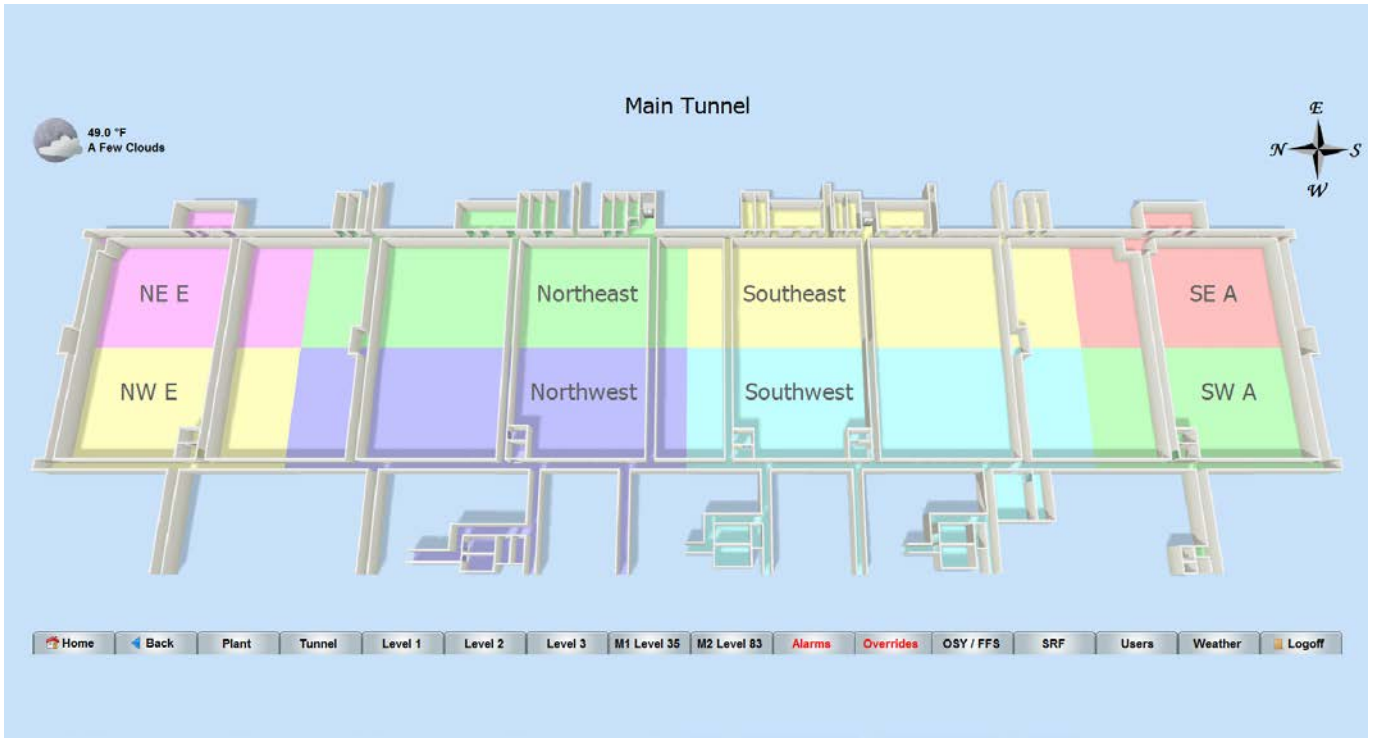 Main Tunnel
49.0 °F
A Few Clouds
E
N S
W
NE E Northeast Southeast SE A
NW E Northwest Southwest SW A
Home Back Plant Tunnel Level 1 Level 2 Level 3 M1 Level 35 M2 Level 83 Alarms Overrides OSY / FFS SRF Users Weather Logoff